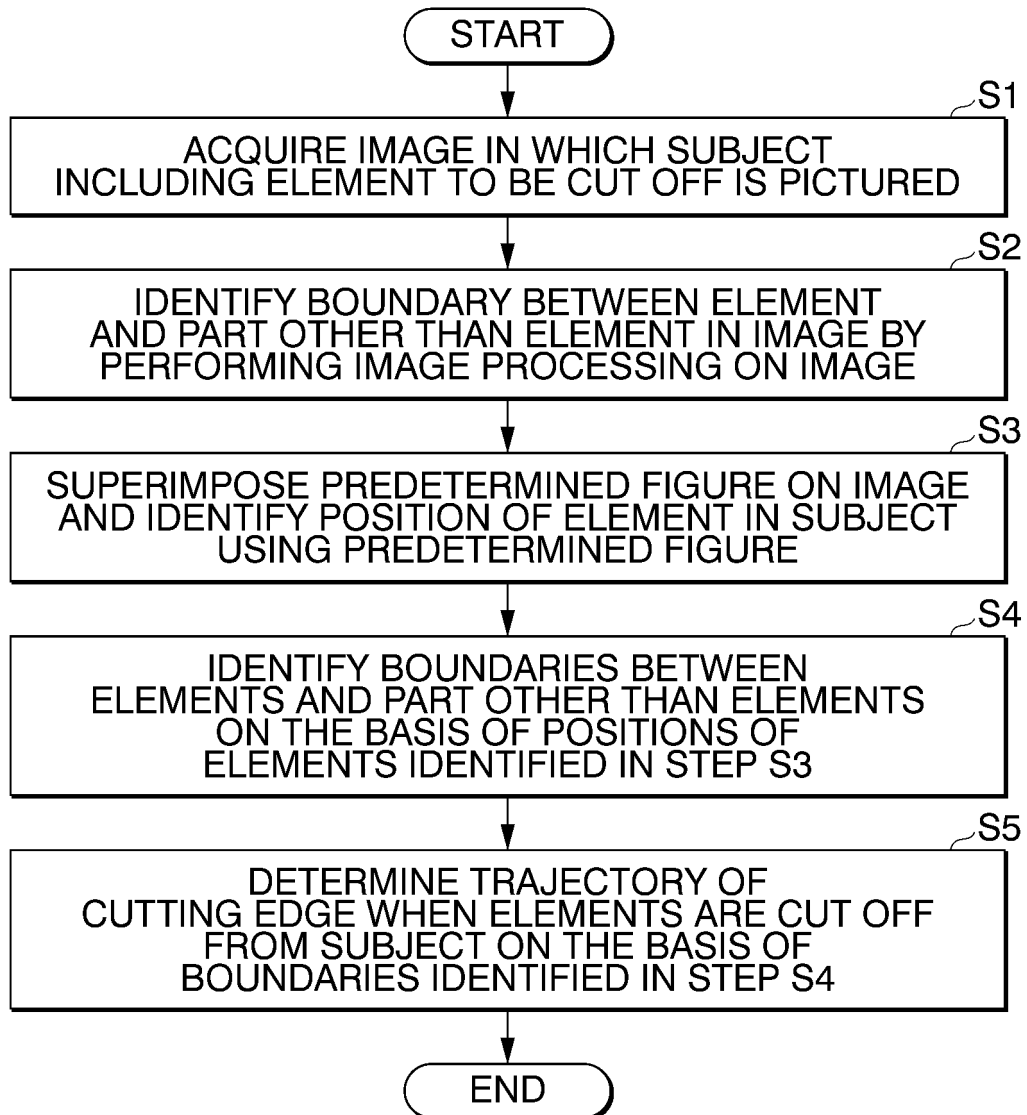 START
S1
ACQUIRE IMAGE IN WHICH SUBJECT
INCLUDING ELEMENT TO BE CUT OFF IS PICTURED
S2
IDENTIFY BOUNDARY BETWEEN ELEMENT
AND PART OTHER THAN ELEMENT IN IMAGE BY
PERFORMING IMAGE PROCESSING ON IMAGE
S3
SUPERIMPOSE PREDETERMINED FIGURE ON IMAGE
AND IDENTIFY POSITION OF ELEMENT IN SUBJECT
USING PREDETERMINED FIGURE
S4
IDENTIFY BOUNDARIES BETWEEN
ELEMENTS AND PART OTHER THAN ELEMENTS
ON THE BASIS OF POSITIONS OF
ELEMENTS IDENTIFIED IN STEP S3
S5
DETERMINE TRAJECTORY OF
CUTTING EDGE WHEN ELEMENTS ARE CUT OFF
FROM SUBJECT ON THE BASIS OF
BOUNDARIES IDENTIFIED IN STEP S4
END